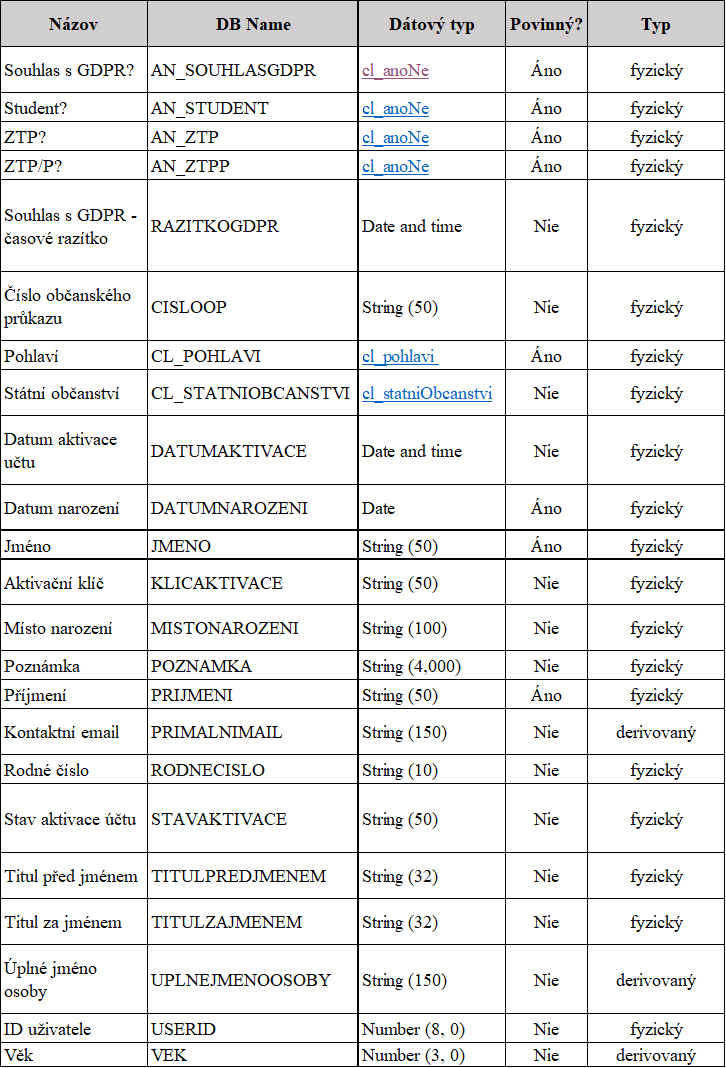 Názov DB Name Dátový typ Povinný? Typ
Souhlas s GDPR? AN_SOUHLASGDPR cl_anoNe Áno fyzický
Student? AN_STUDENT cl_anoNe Áno fyzický
ZTP? AN_ZTP cl_anoNe Áno fyzický
ZTP/P? AN_ZTPP cl_anoNe Áno fyzický
Souhlas s GDPR -
časové razítko RAZITKOGDPR Date and time Nie fyzický
Číslo občanského
průkazu CISLOOP String (50) Nie fyzický
Pohlaví CL_POHLAVI cl_pohlavi Áno fyzický
Státní občanství CL_STATNIOBCANSTVI cl_statniObcanstvi Nie fyzický
Datum aktivace
učtu DATUMAKTIVACE Date and time Nie fyzický
Datum narození DATUMNAROZENI Date Áno fyzický
Jméno JMENO String (50) Áno fyzický
Aktivační klíč KLICAKTIVACE String (50) Nie fyzický
Místo narození MISTONAROZENI String (100) Nie fyzický
Poznámka POZNAMKA String (4,000) Nie fyzický
Příjmení PRIJMENI String (50) Áno fyzický
Kontaktní email PRIMALNIMAIL String (150) Nie derivovaný
Rodné číslo RODNECISLO String (10) Nie fyzický
Stav aktivace účtu STAVAKTIVACE String (50) Nie fyzický
Titul před jménem TITULPREDJMENEM String (32) Nie fyzický
Titul za jménem TITULZAJMENEM String (32) Nie fyzický
Úplné jméno
osoby UPLNEJMENOOSOBY String (150) Nie derivovaný
ID uživatele USERID Number (8, 0) Nie fyzický
Věk VEK Number (3, 0) Nie derivovaný